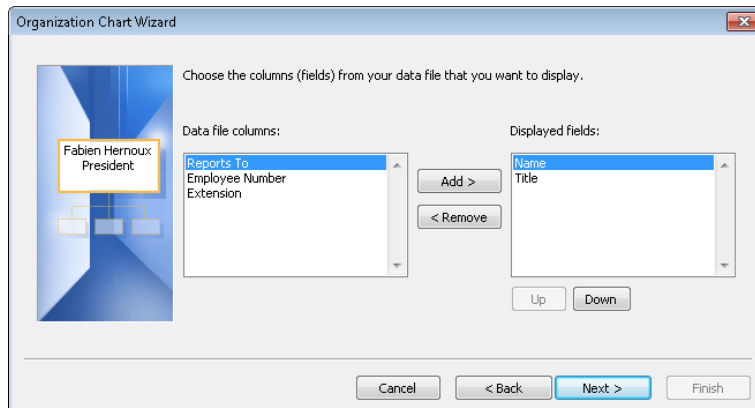 Organization Chart Wizard
Choose the columns (fields) from your data file that you want to display.
Fabien Hernoux
President
Data file columns:
Reports To
Employee Number
Extension
Add >
< Remove
Displayed fields:
Name
Title
Up
Down
Cancel
< Back
Next >
Finish